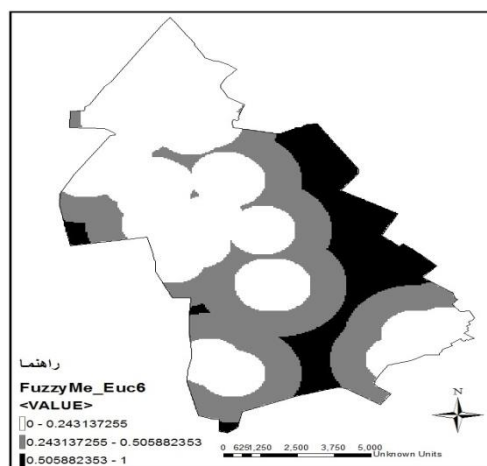 راهنما
FuzzyMe_Euc6
<VALUE>
0 - 0.243137255
0.243137255 - 0.505882353
0.505882353 - 1
N
0 625 1,250 2,500 3,750 5,000
Unknown Units